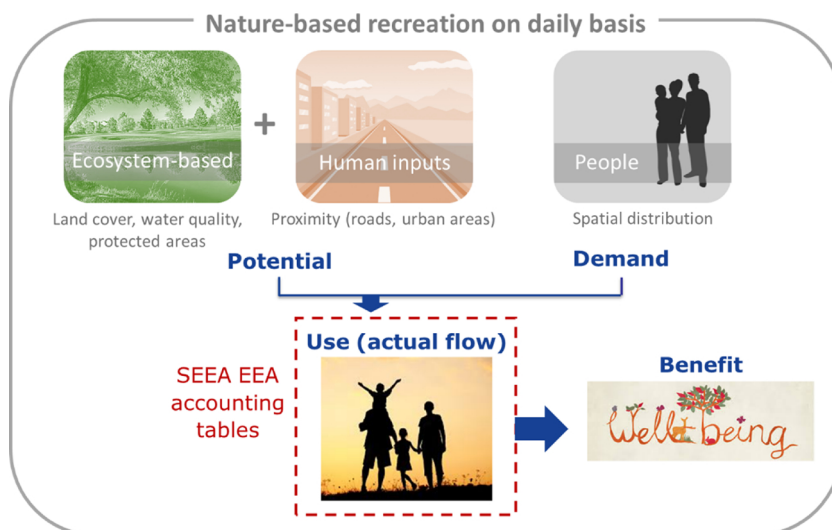 Nature-based recreation on daily basis
Ecosystem-based
+
Human inputs
People
Land cover, water quality,
protected areas
Proximity (roads, urban areas)
Spatial distribution
Potential
Demand
Use (actual flow)
SEEA EEA
accounting
tables
Benefit
Well-being